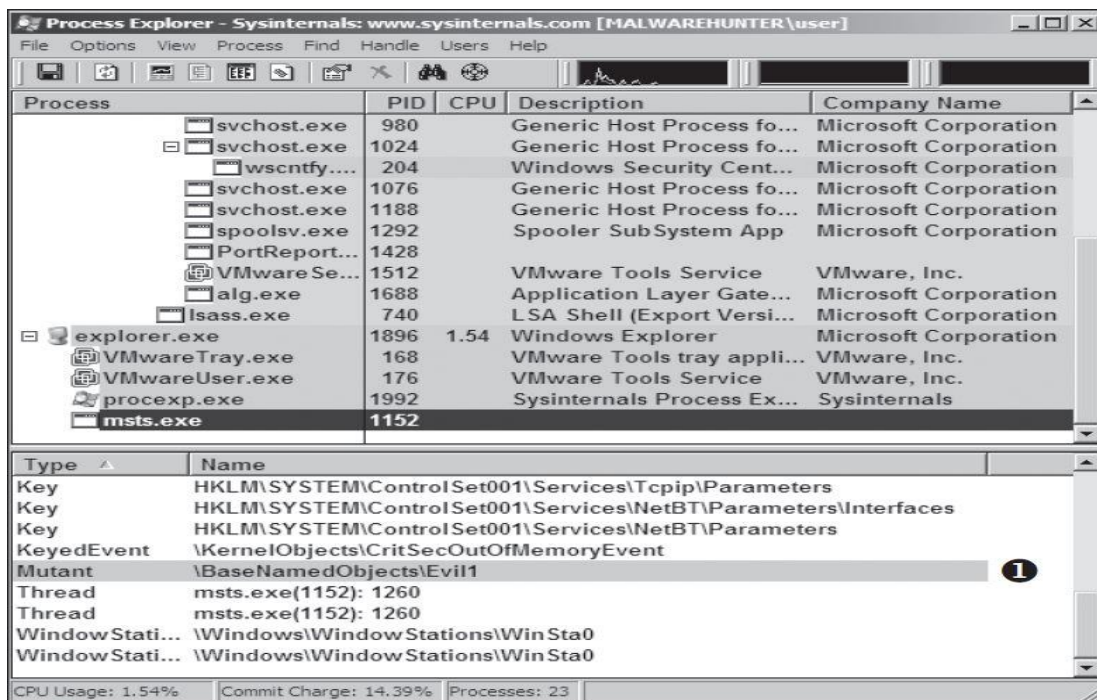 Process Explorer - Sysinternals: www.sysinternals.com [MALWAREHUNTER\user]
File Options View Process Find Handle Users Help
Process PID CPU Description Company Name
svchost.exe 980 Generic Host Process fo... Microsoft Corporation
svchost.exe 1024 Generic Host Process fo... Microsoft Corporation
wscntfy.... 204 Windows Security Cent... Microsoft Corporation
svchost.exe 1076 Generic Host Process fo... Microsoft Corporation
svchost.exe 1188 Generic Host Process fo... Microsoft Corporation
spoolsv.exe 1292 Spooler SubSystem App Microsoft Corporation
PortReport... 1428
VMwareSe... 1512 VMware Tools Service VMware, Inc.
alg.exe 1688 Application Layer Gate... Microsoft Corporation
lsass.exe 740 LSA Shell (Export Versi... Microsoft Corporation
explorer.exe 1896 1.54 Windows Explorer Microsoft Corporation
VMwareTray.exe 168 VMware Tools tray appli... VMware, Inc.
VMwareUser.exe 176 VMware Tools Service VMware, Inc.
procexp.exe 1992 Sysinternals Process Ex... Sysinternals
msts.exe 1152
Type Name
Key HKLM\SYSTEM\ControlSet001\Services\Tcpip\Parameters
Key HKLM\SYSTEM\ControlSet001\Services\NetBT\Parameters\Interfaces
Key HKLM\SYSTEM\ControlSet001\Services\NetBT\Parameters
KeyedEvent \KernelObjects\CritSecOutOfMemoryEvent
Mutant \BaseNamedObjects\Evil1 ❶
Thread msts.exe(1152): 1260
Thread msts.exe(1152): 1260
WindowStati... \Windows\WindowStations\WinSta0
WindowStati... \Windows\WindowStations\WinSta0
CPU Usage: 1.54% Commit Charge: 14.39% Processes: 23